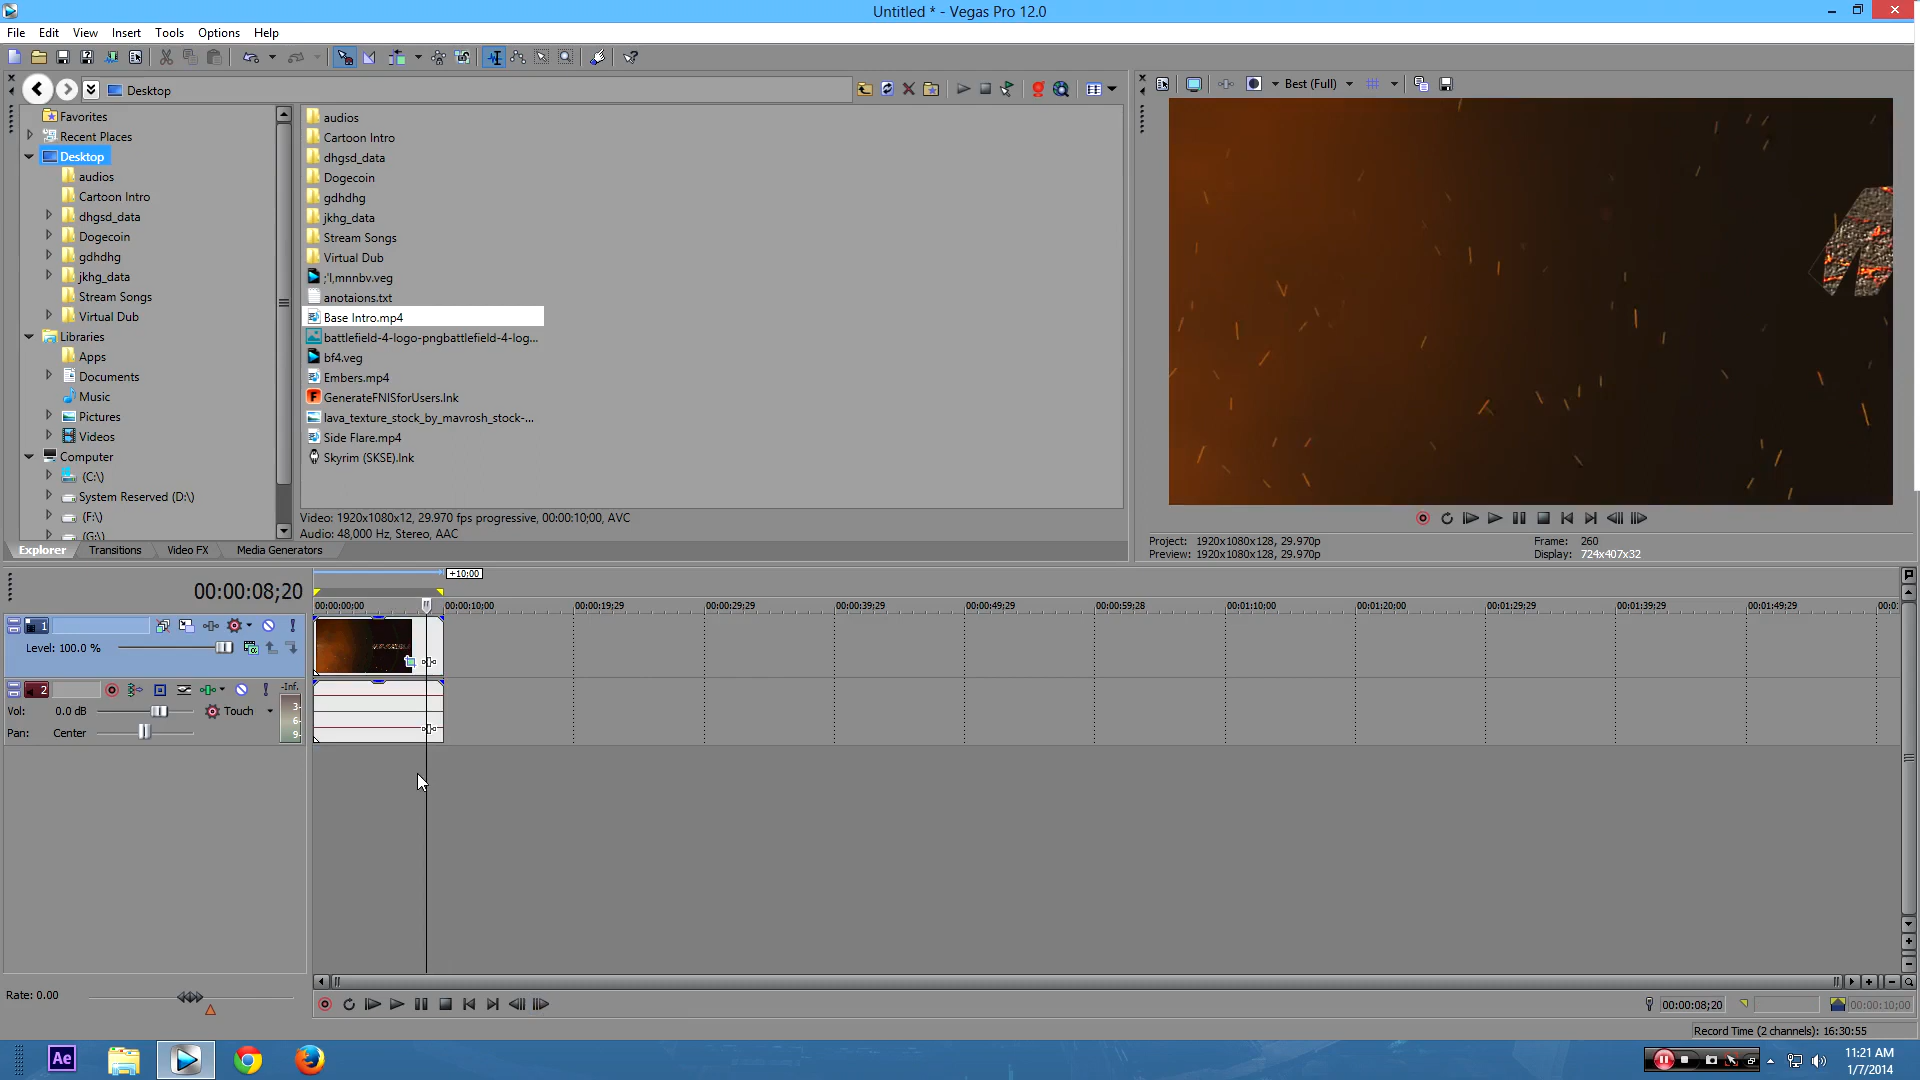 Untitled * - Vegas Pro 12.0
File Edit View Insert Tools Options Help
Desktop
Best (Full)
Favorites
Recent Places
Desktop
audios
Cartoon Intro
dhgsd_data
Dogecoin
gdhdhg
jkhg_data
Stream Songs
Virtual Dub
Libraries
Apps
Documents
Music
Pictures
Videos
Computer
(C:\)
System Reserved (D:\)
(F:\)
(G:\)
audios
Cartoon Intro
dhgsd_data
Dogecoin
gdhdhg
jkhg_data
Stream Songs
Virtual Dub
;'l,mnnbv.veg
anotaions.txt
Base Intro.mp4
battlefield-4-logo-pngbattlefield-4-log...
bf4.veg
Embers.mp4
GenerateFNISforUsers.lnk
lava_texture_stock_by_mavrosh_stock-...
Side Flare.mp4
Skyrim (SKSE).lnk
Video: 1920x1080x12, 29.970 fps progressive, 00:00:10;00, AVC
Audio: 48,000 Hz, Stereo, AAC
Explorer Transitions Video FX Media Generators
Project: 1920x1080x128, 29.970p
Preview: 1920x1080x128, 29.970p
Frame: 260
Display: 724x407x32
+10:00
00:00:08;20
00:00:00;00 00:00:10;00 00:00:19;29 00:00:29;29 00:00:39;29 00:00:49;29 00:00:59;28 00:01:10;00 00:01:20;00 00:01:29;29 00:01:39;29 00:01:49;29 00:0
1
Level: 100.0 %
2
-Inf.
3-
6-
9-
Vol: 0.0 dB Touch
Pan: Center
Rate: 0.00
00:00:08;20
00:00:10;00
Record Time (2 channels): 16:30:55
Ae
11:21 AM
1/7/2014